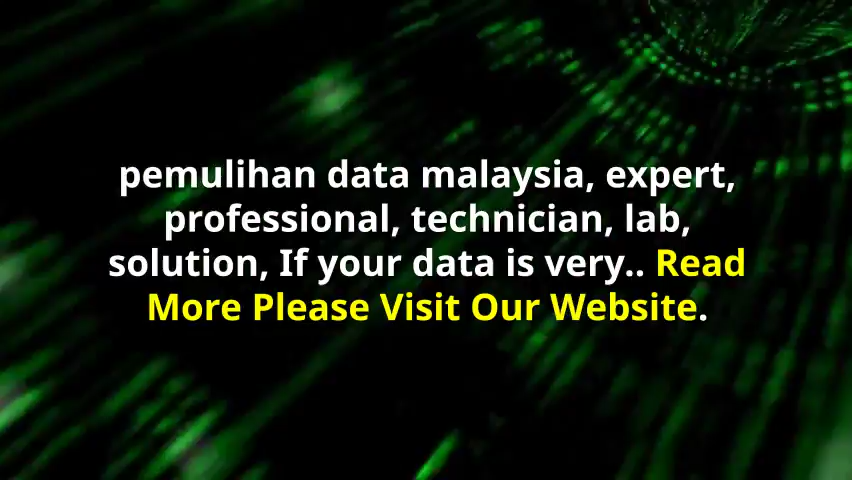 pemulihan data malaysia, expert,
professional, technician, lab,
solution, If your data is very.. Read
More Please Visit Our Website.